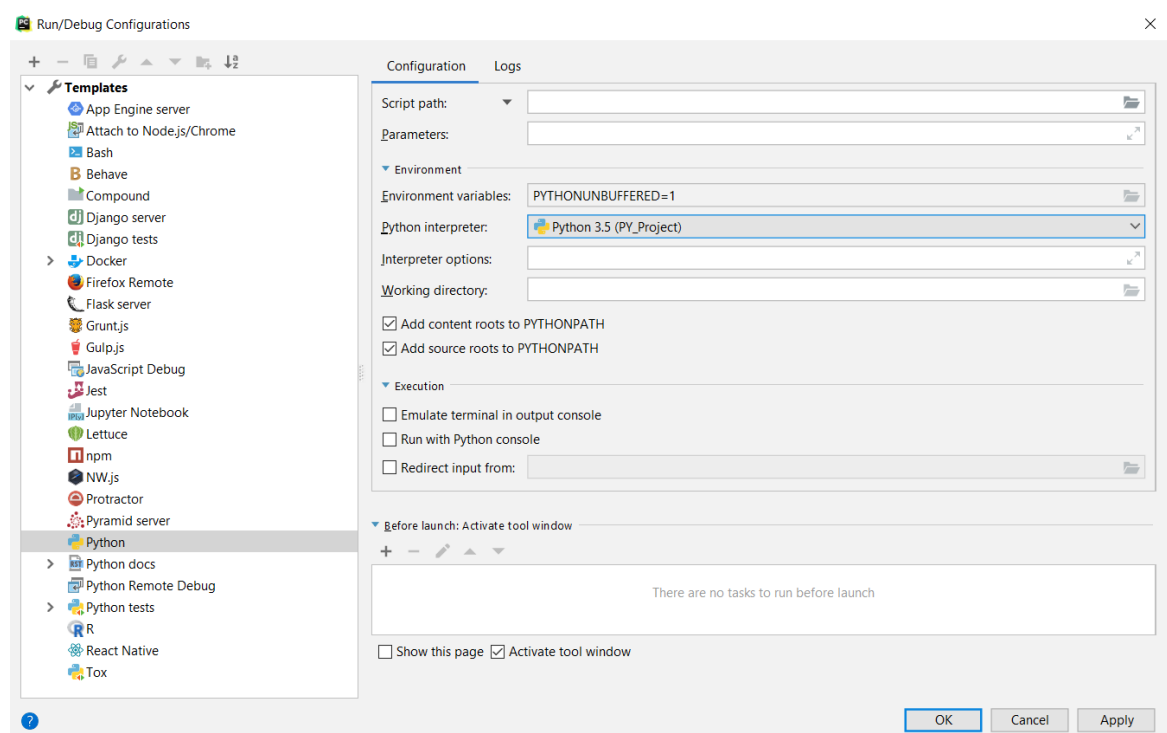 Run/Debug Configurations
Templates
App Engine server
Attach to Node.js/Chrome
Bash
Behave
Compound
Django server
Django tests
Docker
Firefox Remote
Flask server
Grunt.js
Gulp.js
JavaScript Debug
Jest
Jupyter Notebook
Lettuce
npm
NW.js
Protractor
Pyramid server
Python
Python docs
Python Remote Debug
Python tests
R
React Native
Tox
Configuration Logs
Script path:
Parameters:
Environment
Environment variables: PYTHONUNBUFFERED=1
Python interpreter: Python 3.5 (PY_Project)
Interpreter options:
Working directory:
Add content roots to PYTHONPATH
Add source roots to PYTHONPATH
Execution
Emulate terminal in output console
Run with Python console
Redirect input from:
Before launch: Activate tool window
There are no tasks to run before launch
Show this page Activate tool window
? OK Cancel Apply